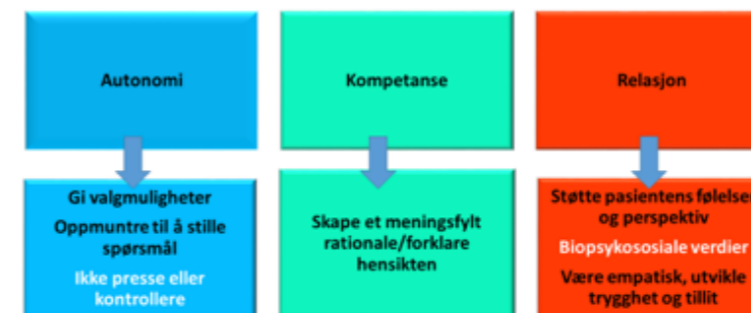 Autonomi
Kompetanse
Relasjon
Gi valgmuligheter
Oppmuntre til å stille
spørsmål
Ikke presse eller
kontrollere
Skape et meningsfylt
rationale/forklare
hensikten
Støtte pasientens følelser
og perspektiv
Biopsykososiale verdier
Være empatisk, utvikle
trygghet og tillit